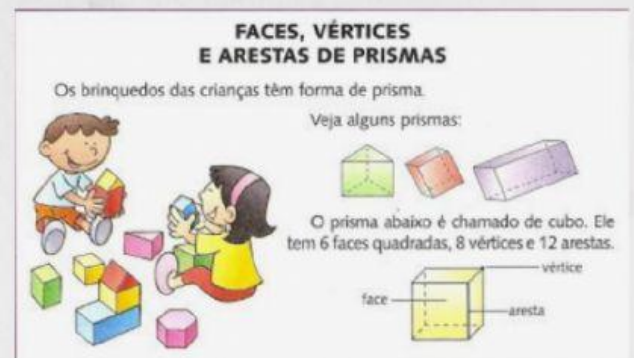 FACES, VÉRTICES
E ARESTAS DE PRISMAS
Os brinquedos das crianças têm forma de prisma.
Veja alguns prismas:
O prisma abaixo é chamado de cubo. Ele
tem 6 faces quadradas, 8 vértices e 12 arestas.
vértice
face
aresta